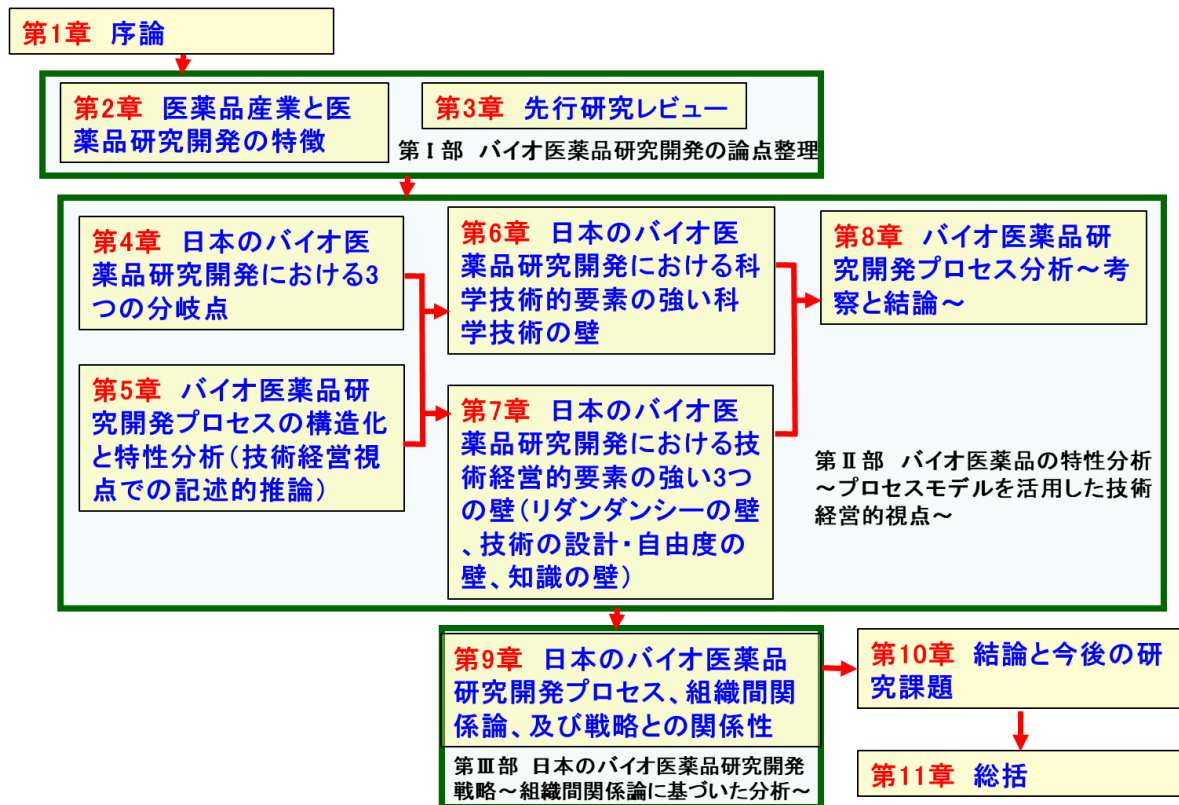 第1章 序論
第2章 医薬品産業と医
薬品研究開発の特徴
第3章 先行研究レビュー
第Ⅰ部 バイオ医薬品研究開発の論点整理
第4章 日本のバイオ医
薬品研究開発における3
つの分岐点
第5章 バイオ医薬品研
究開発プロセスの構造化
と特性分析(技術経営視
点での記述的推論)
第6章 日本のバイオ医
薬品研究開発における科
学技術的要素の強い科
学技術の壁
第7章 日本のバイオ医
薬品研究開発における技
術経営的要素の強い3つ
の壁(リダンダンシーの壁
、技術の設計・自由度の
壁、知識の壁)
第8章 バイオ医薬品研
究開発プロセス分析~考
察と結論~
第Ⅱ部 バイオ医薬品の特性分析
~プロセスモデルを活用した技術
経営的視点~
第9章 日本のバイオ医薬品
研究開発プロセス、組織間関
係論、及び戦略との関係性
第Ⅲ部 日本のバイオ医薬品研究開発
戦略~組織間関係論に基づいた分析~
第10章 結論と今後の研
究課題
第11章 総括